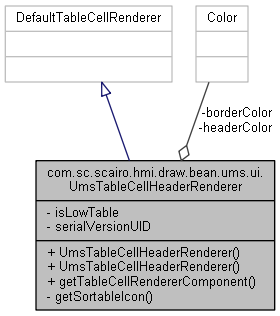 DefaultTableCellRenderer
Color
-borderColor
-headerColor
com.sc.scairo.hmi.draw.bean.ums.ui.
UmsTableCellHeaderRenderer
- isLowTable
- serialVersionUID
+ UmsTableCellHeaderRenderer()
+ UmsTableCellHeaderRenderer()
+ getTableCellRendererComponent()
- getSortableIcon()